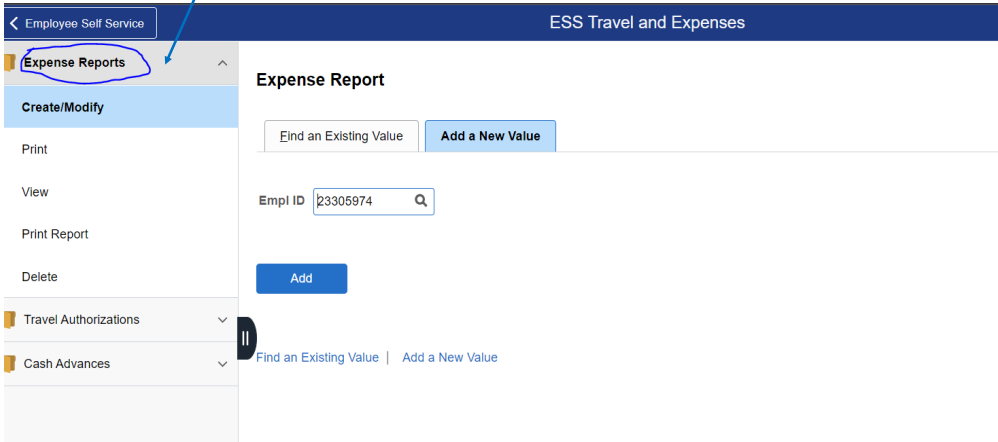 Employee Self Service
ESS Travel and Expenses
Expense Reports
Create/Modify
Print
View
Print Report
Delete
Travel Authorizations
Cash Advances
Expense Report
Find an Existing Value
Add a New Value
Empl ID 23305974
Add
Find an Existing Value | Add a New Value